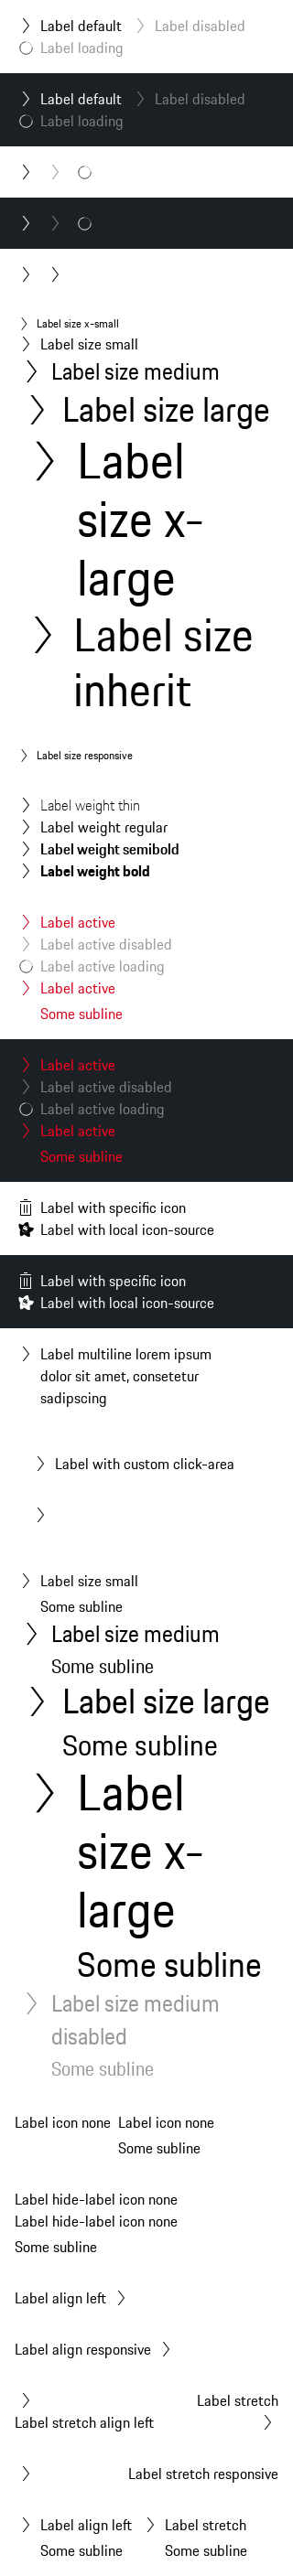 Label default Label disabled
Label loading
Label default Label disabled
Label loading
Label size x-small
Label size small
Label size medium
Label size large
Label
size x-
large
Label size
inherit
Label size responsive
Label weight thin
Label weight regular
Label weight semibold
Label weight bold
Label active
Label active disabled
Label active loading
Label active
Some subline
Label active
Label active disabled
Label active loading
Label active
Some subline
Label with specific icon
Label with local icon-source
Label with specific icon
Label with local icon-source
Label multiline lorem ipsum
dolor sit amet, consetetur
sadipscing
Label with custom click-area
Label size small
Some subline
Label size medium
Some subline
Label size large
Some subline
Label
size x-
large
Some subline
Label size medium
disabled
Some subline
Label icon none Label icon none
Some subline
Label hide-label icon none
Label hide-label icon none
Some subline
Label align left
Label align responsive
Label stretch
Label stretch align left
Label stretch responsive
Label align left Label stretch
Some subline Some subline